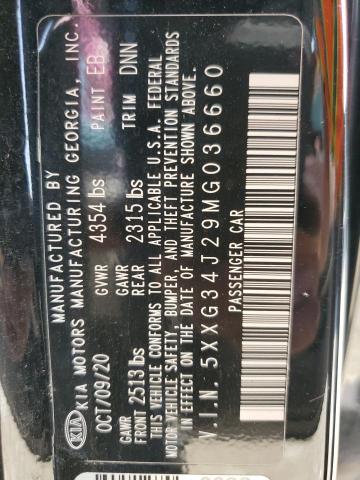 MANUFACTURED BY
KIA KIA MOTORS MANUFACTURING GEORGIA, INC.
OCT/09/20 GVWR 4354 lbs PAINT EB
GAWR FRONT 2513 lbs GAWR REAR 2315 lbs TRIM DNN
THIS VEHICLE CONFORMS TO ALL APPLICABLE U.S.A. FEDERAL
MOTOR VEHICLE SAFETY, BUMPER, AND THEFT PREVENTION STANDARDS
IN EFFECT ON THE DATE OF MANUFACTURE SHOWN ABOVE.
V.I.N. 5XXG34J29MG036660
PASSENGER CAR